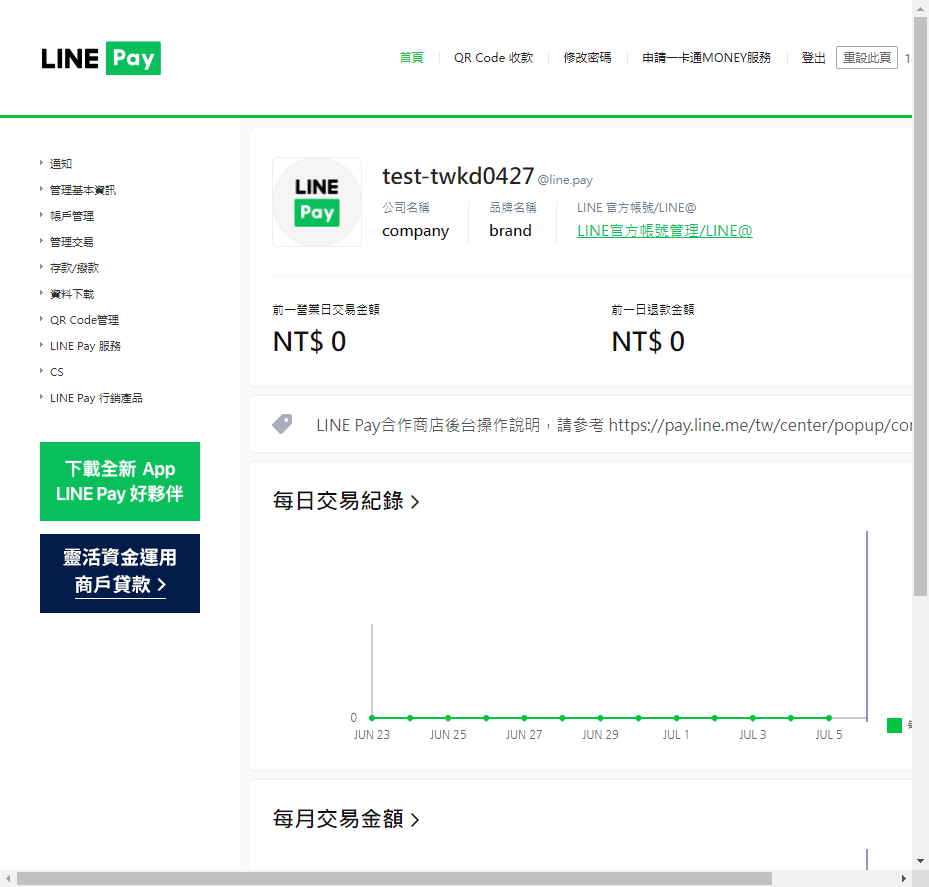 LINE Pay
首頁
QR Code 收款
修改密碼
申請一卡通MONEY服務
登出
重設此頁
通知
管理基本資訊
帳戶管理
管理交易
存款/撥款
資料下載
QR Code管理
LINE Pay 服務
CS
LINE Pay 行銷產品
下載全新 App
LINE Pay 好夥伴
靈活資金運用
商戶貸款 >
LINE
Pay
test-twkd0427 @line.pay
公司名稱
company
品牌名稱
brand
LINE 官方帳號/LINE@
LINE官方帳號管理/LINE@
前一營業日交易金額
NT$ 0
前一日退款金額
NT$ 0
LINE Pay合作商店後台操作說明，請參考 https://pay.line.me/tw/center/popup/
每日交易紀錄 >
0
JUN 23 JUN 25 JUN 27 JUN 29 JUL 1 JUL 3 JUL 5
每月交易金額 >